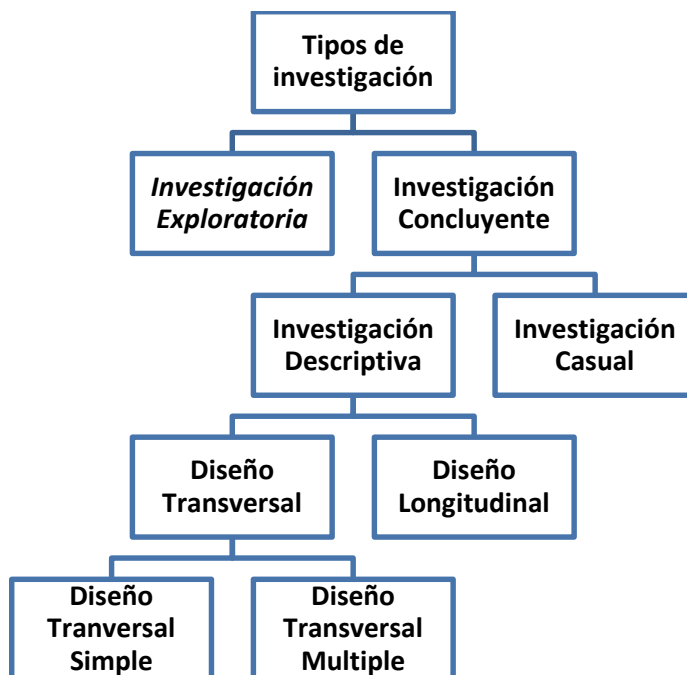 Tipos de
investigación
Investigación
Exploratoria
Investigación
Concluyente
Investigación
Descriptiva
Investigación
Casual
Diseño
Transversal
Diseño
Longitudinal
Diseño
Tranversal
Simple
Diseño
Transversal
Multiple